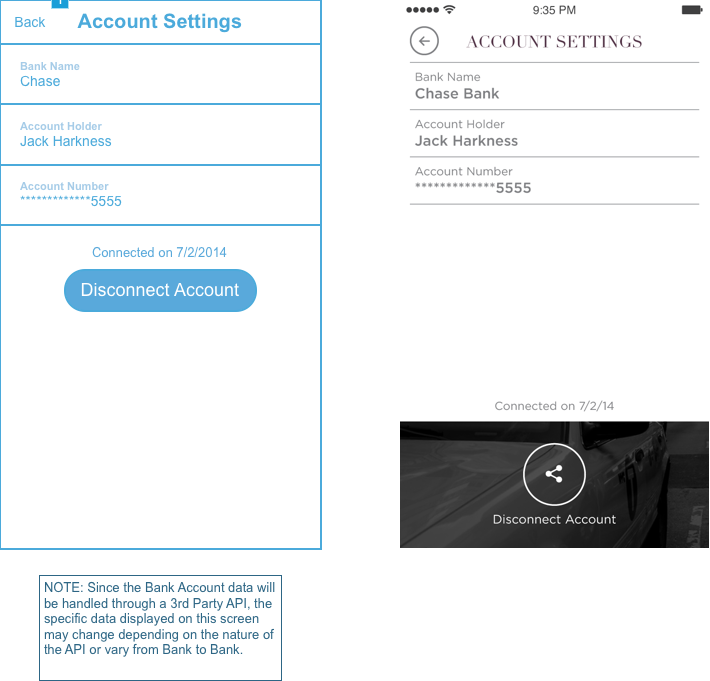 1
Back
Account Settings
Bank Name
Chase
Account Holder
Jack Harkness
Account Number
*************5555
Connected on 7/2/2014
Disconnect Account
NOTE: Since the Bank Account data will
be handled through a 3rd Party API, the
specific data displayed on this screen
may change depending on the nature of
the API or vary from Bank to Bank.
9:35 PM
ACCOUNT SETTINGS
Bank Name
Chase Bank
Account Holder
Jack Harkness
Account Number
*************5555
Connected on 7/2/14
Disconnect Account